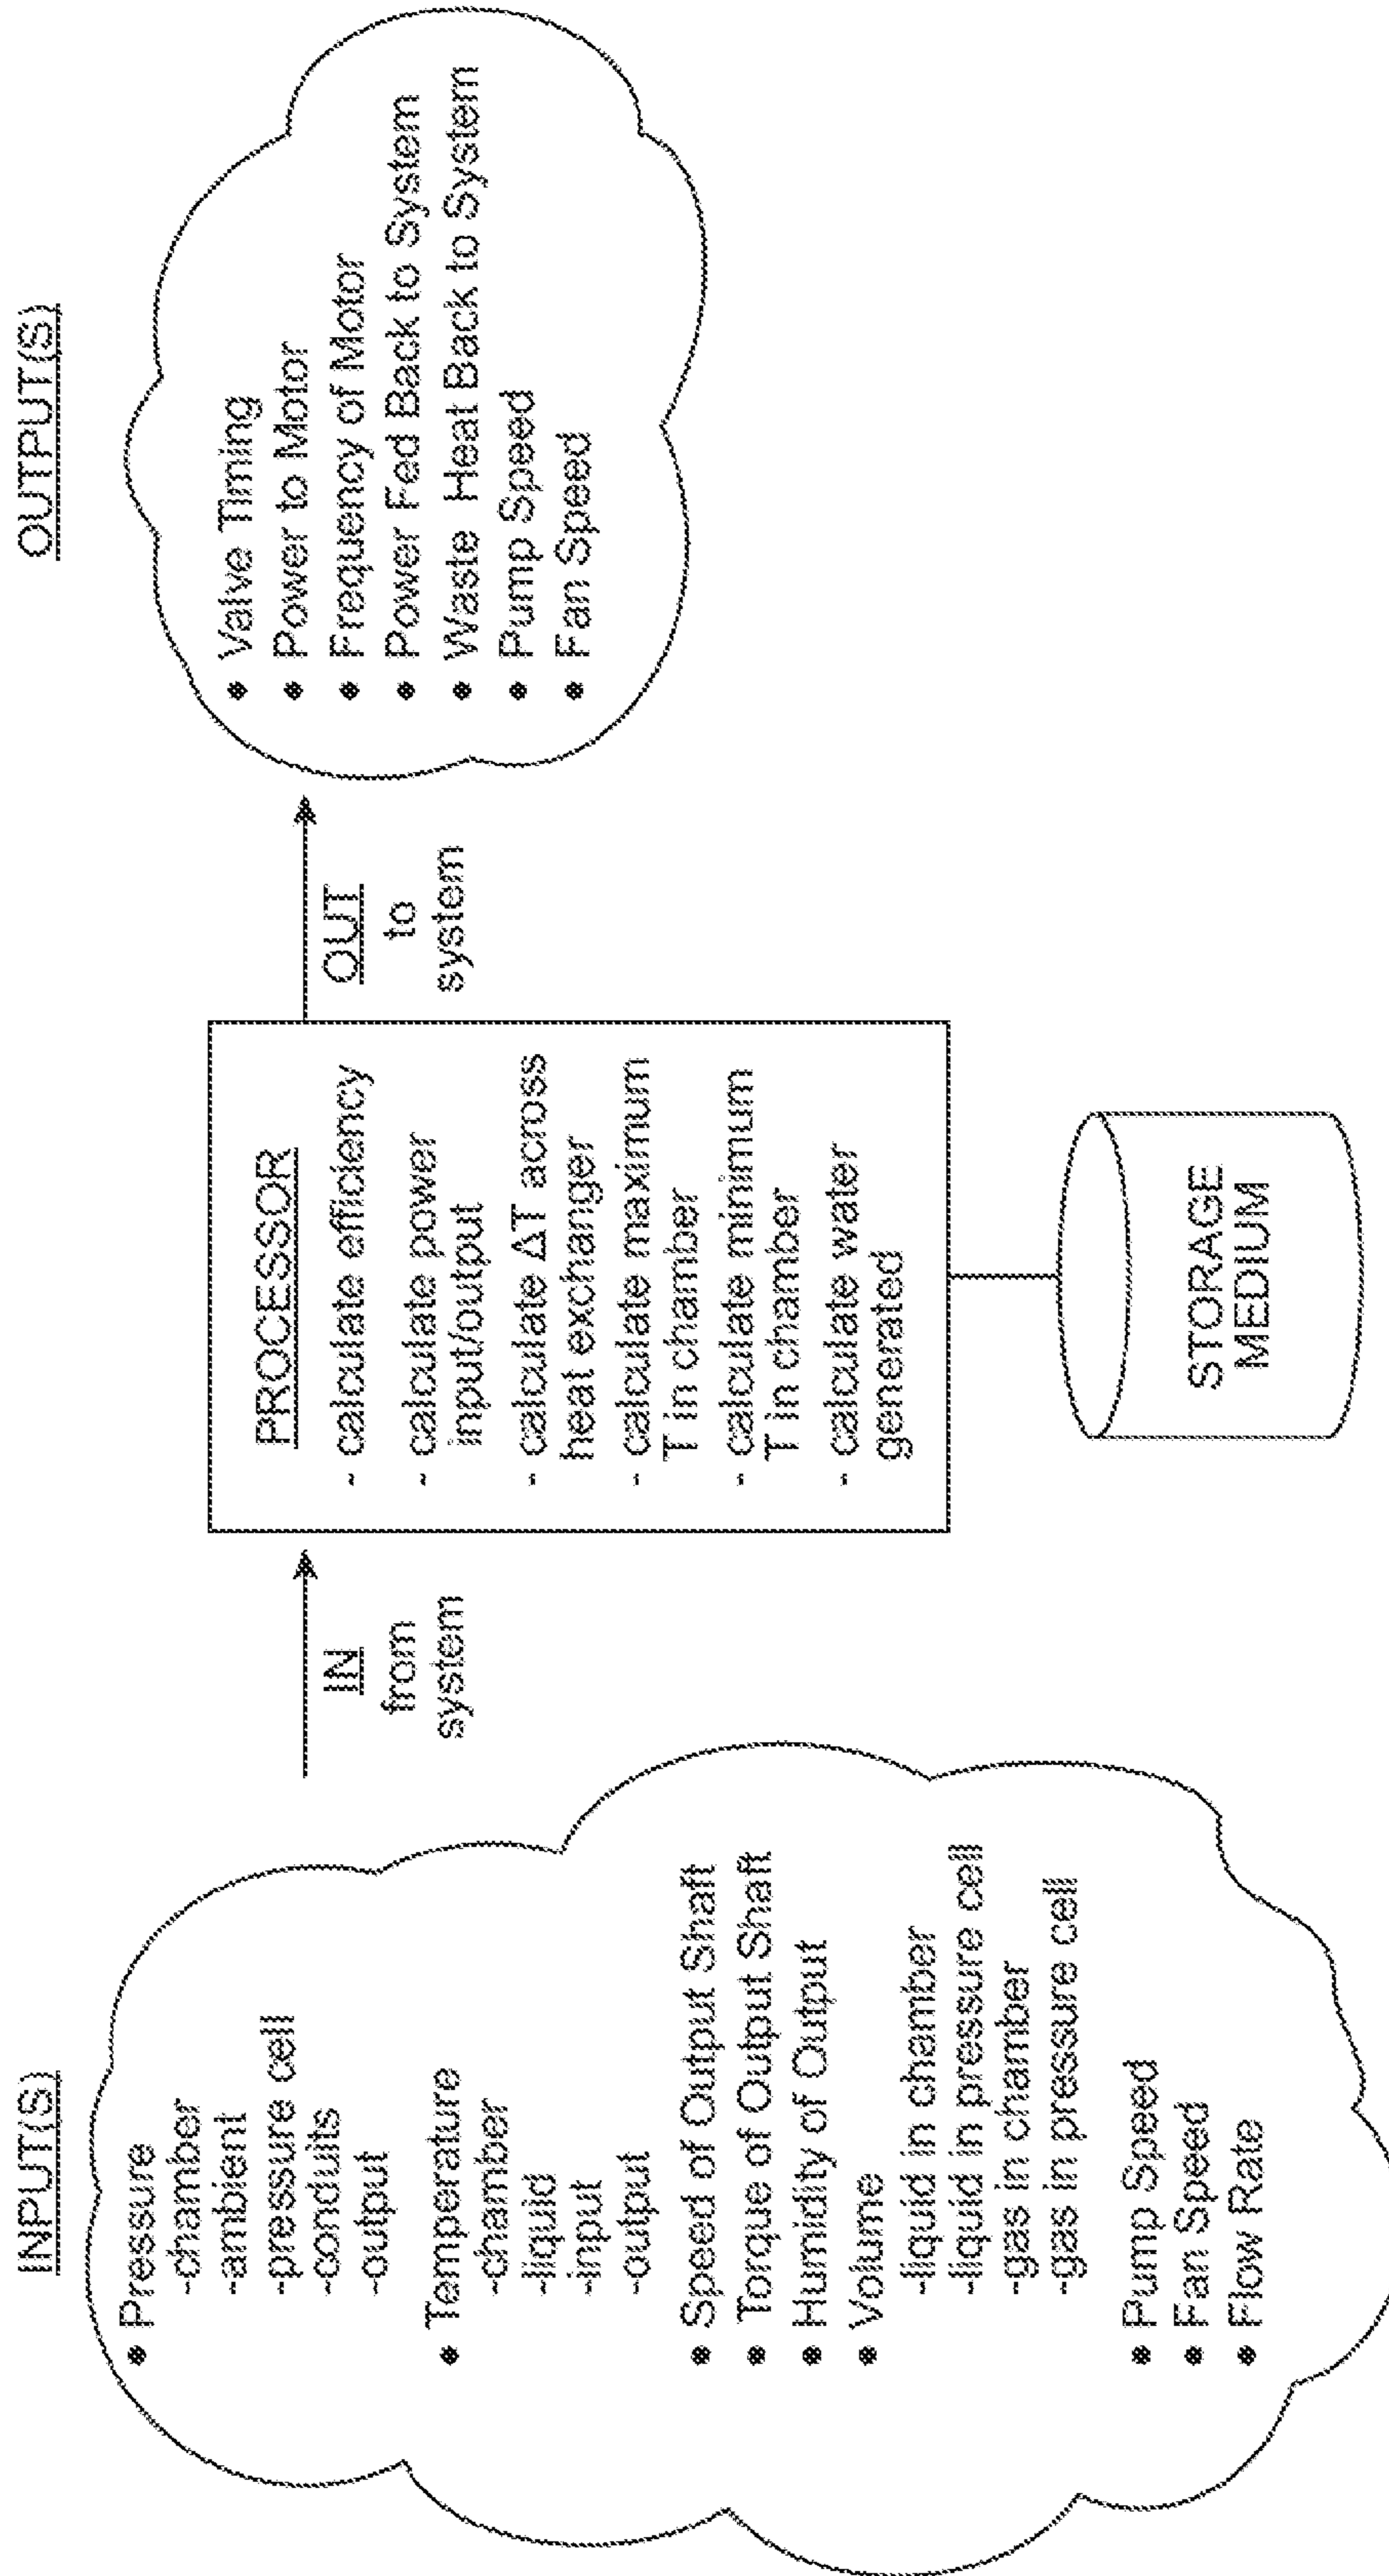 INPUT(S)
● Pressure
-chamber
-ambient
-pressure cell
-conduits
-output
● Temperature
-chamber
-liquid
-input
-output
● Speed of Output Shaft
● Torque of Output Shaft
● Humidity of Output
● Volume
-liquid in chamber
-liquid in pressure cell
-gas in chamber
-gas in pressure cell
● Pump Speed
● Fan Speed
● Flow Rate
IN
from
system
PROCESSOR
- calculate efficiency
- calculate power
input/output
- calculate ΔT across
heat exchanger
- calculate maximum
T in chamber
- calculate minimum
T in chamber
- calculate water
generated
STORAGE
MEDIUM
OUT
to
system
OUTPUT(S)
● Valve Timing
● Power to Motor
● Frequency of Motor
● Power Fed Back to System
● Waste Heat Back to System
● Pump Speed
● Fan Speed